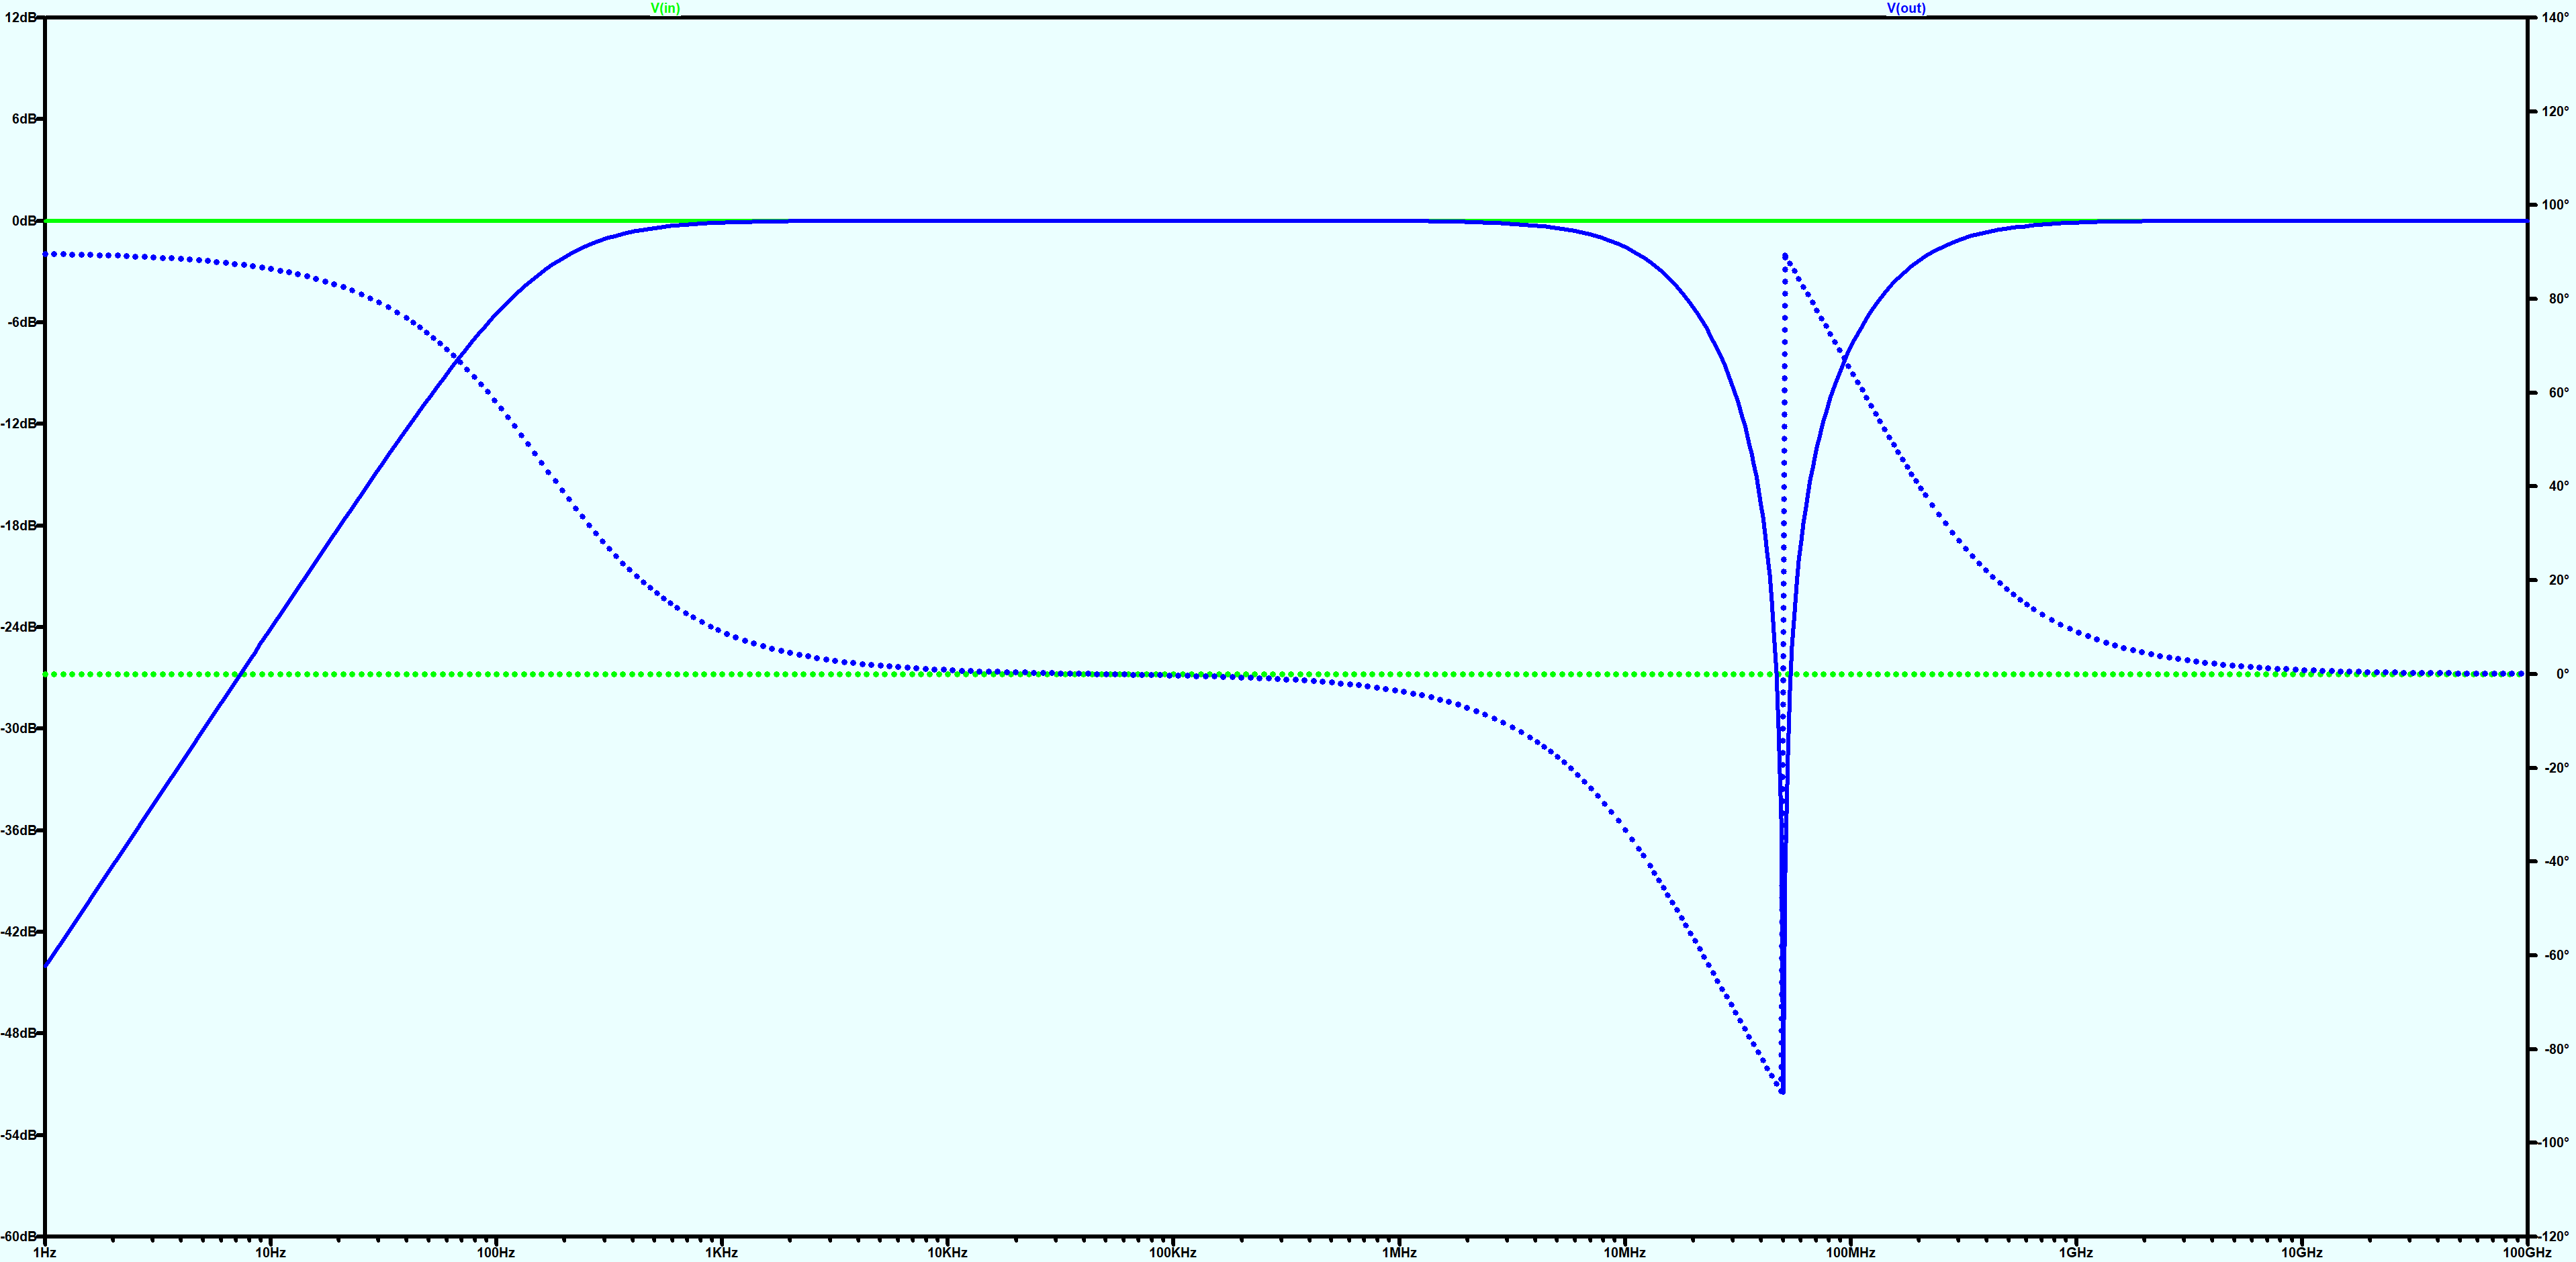 V(in) V(out)
12dB 140°
6dB 120°
0dB 100°
-6dB 80°
-12dB 60°
-18dB 40°
-24dB 20°
-30dB 0°
-36dB -20°
-42dB -40°
-48dB -60°
-54dB -80°
-60dB -100°
-120°
1Hz 10Hz 100Hz 1KHz 10KHz 100KHz 1MHz 10MHz 100MHz 1GHz 10GHz 100GHz